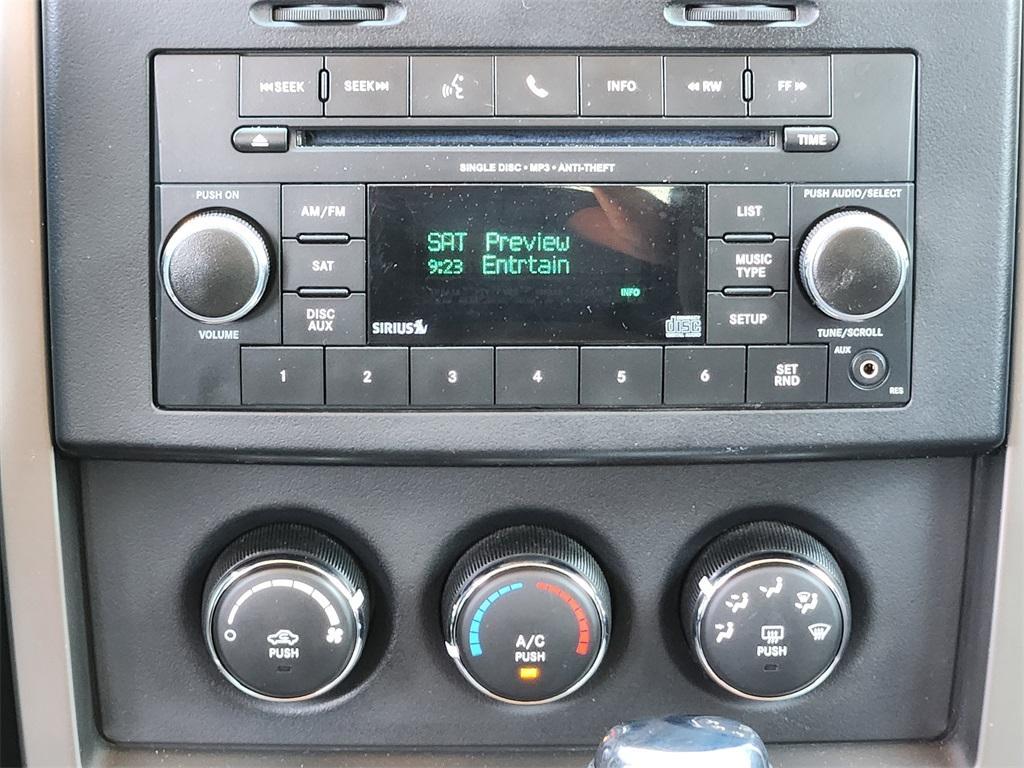 SEEK
SEEK
INFO
RW
FF
TIME
SINGLE DISC • MP3 • ANTI-THEFT
PUSH ON
VOLUME
AM/FM
SAT
DISC
AUX
SAT Preview
9:23 Entrtain
INFO
SIRIUS
COMPACT
disc
LIST
MUSIC
TYPE
SETUP
PUSH AUDIO/SELECT
TUNE/SCROLL
1
2
3
4
5
6
SET
RND
AUX
RES
PUSH
A/C
PUSH
PUSH